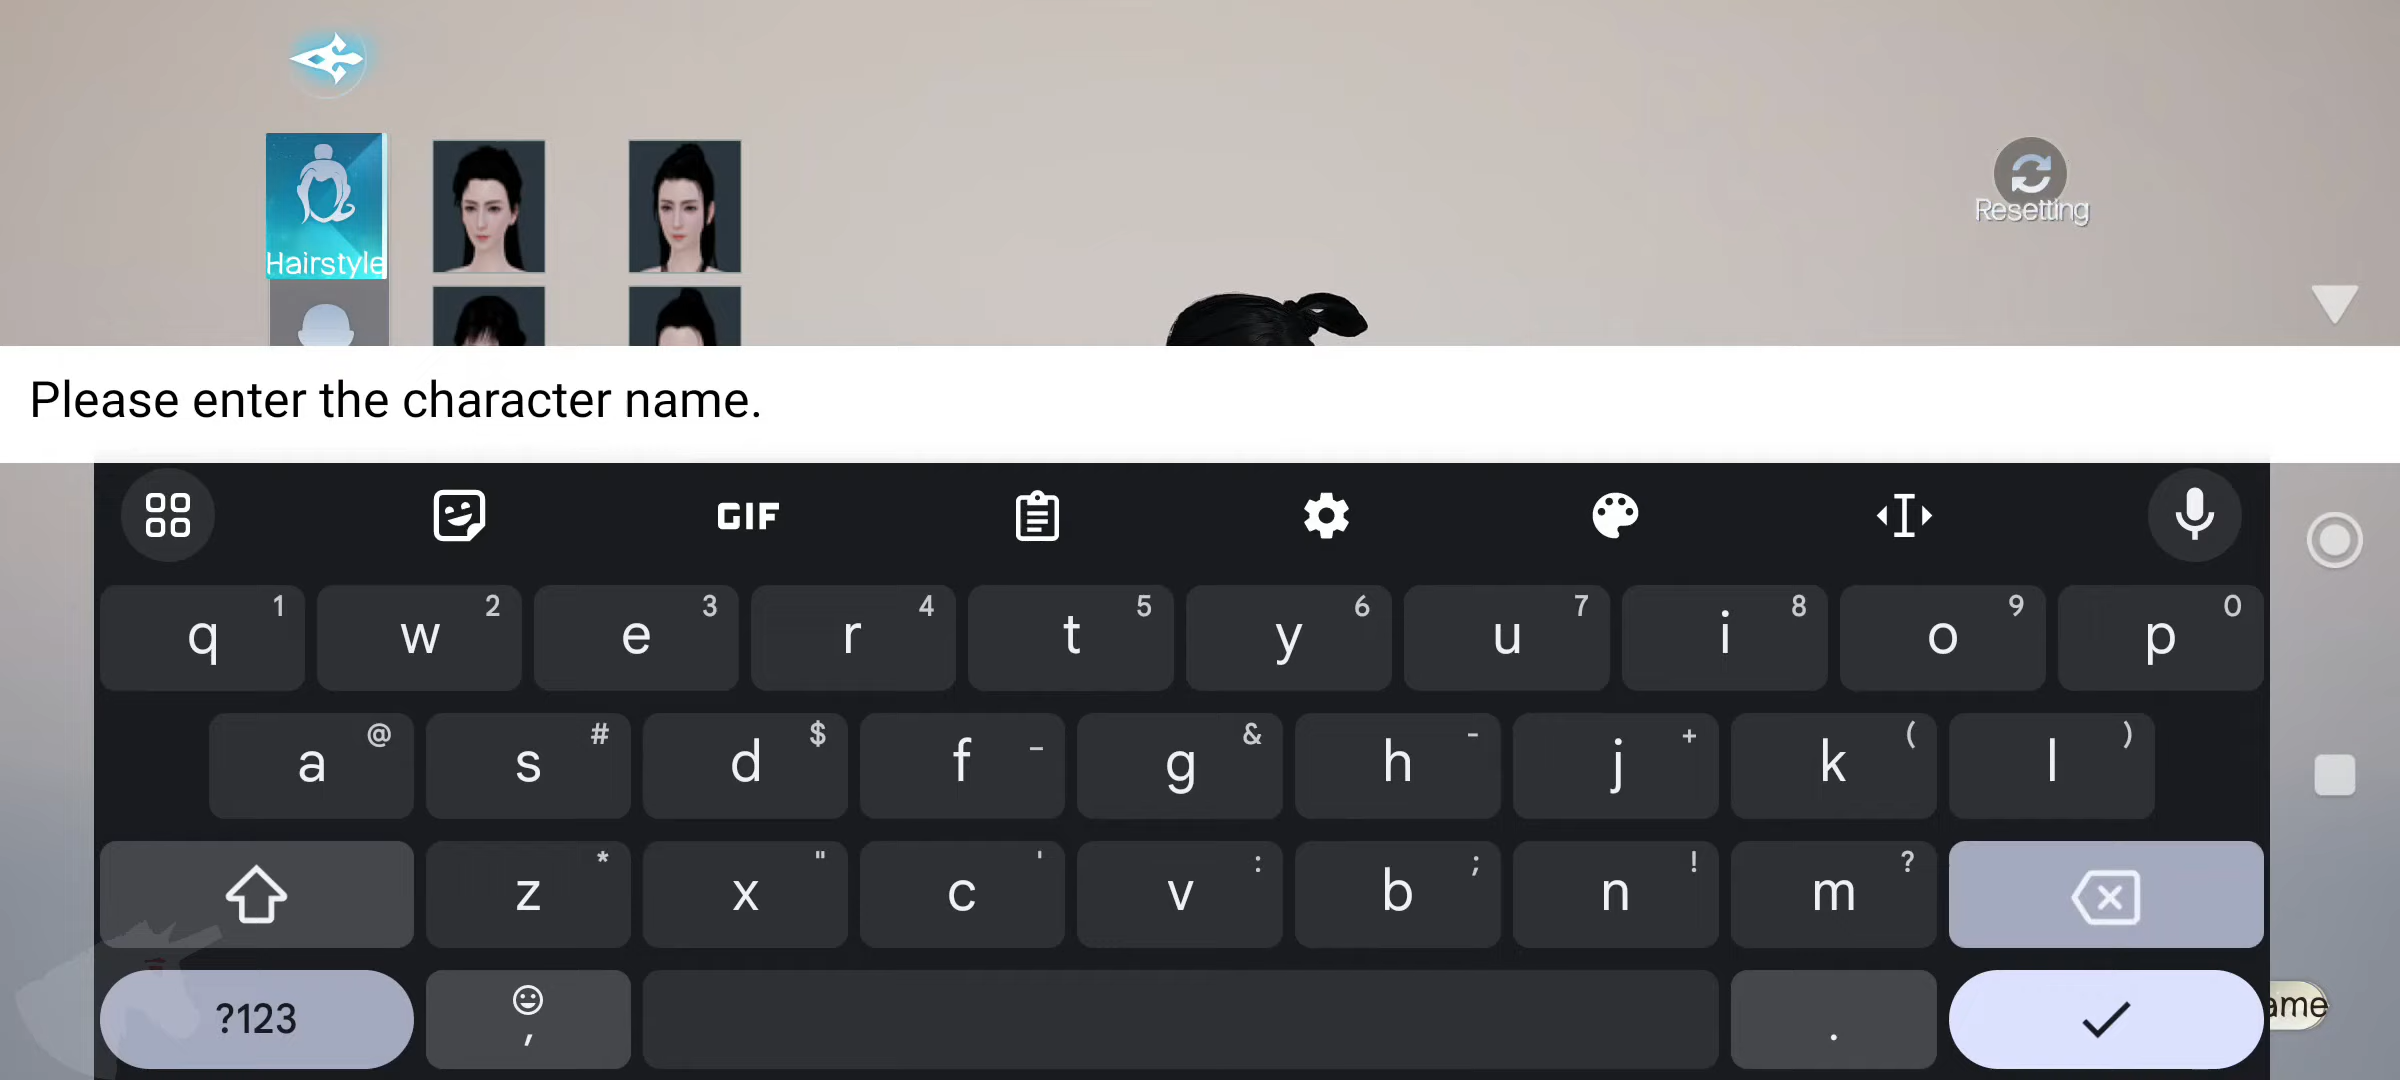 Hairstyle
Resetting
Please enter the character name.
GIF
q 1 w 2 e 3 r 4 t 5 y 6 u 7 i 8 o 9 p 0
a @ s # d $ f _ g & h - j + k ( l )
z * x " c ' v : b ; n ! m ?
?123 , .
ame